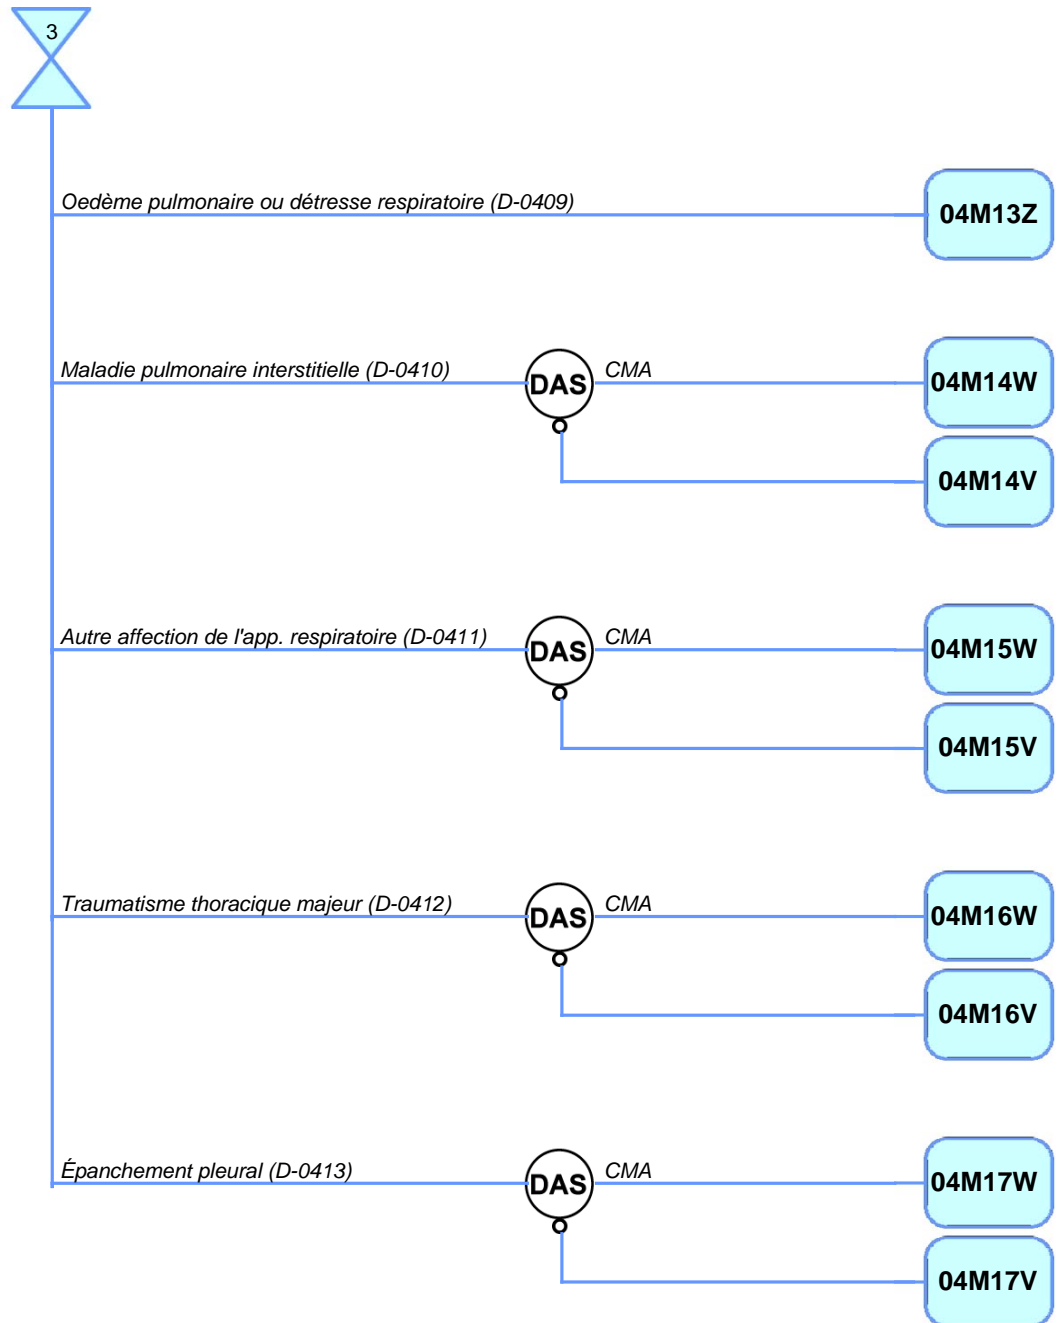 3
Oedème pulmonaire ou détresse respiratoire (D-0409)
04M13Z
Maladie pulmonaire interstitielle (D-0410)
DAS
CMA
04M14W
04M14V
Autre affection de l'app. respiratoire (D-0411)
DAS
CMA
04M15W
04M15V
Traumatisme thoracique majeur (D-0412)
DAS
CMA
04M16W
04M16V
Épanchement pleural (D-0413)
DAS
CMA
04M17W
04M17V